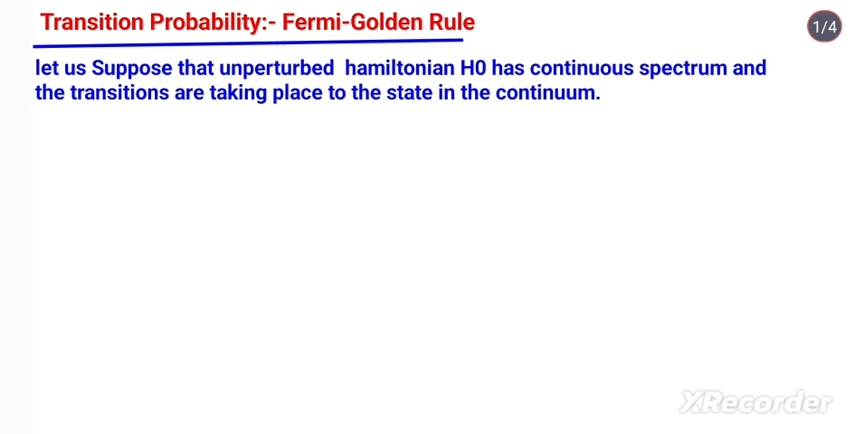 Transition Probability:- Fermi-Golden Rule
1/4
let us Suppose that unperturbed hamiltonian H0 has continuous spectrum and
the transitions are taking place to the state in the continuum.
XRecorder